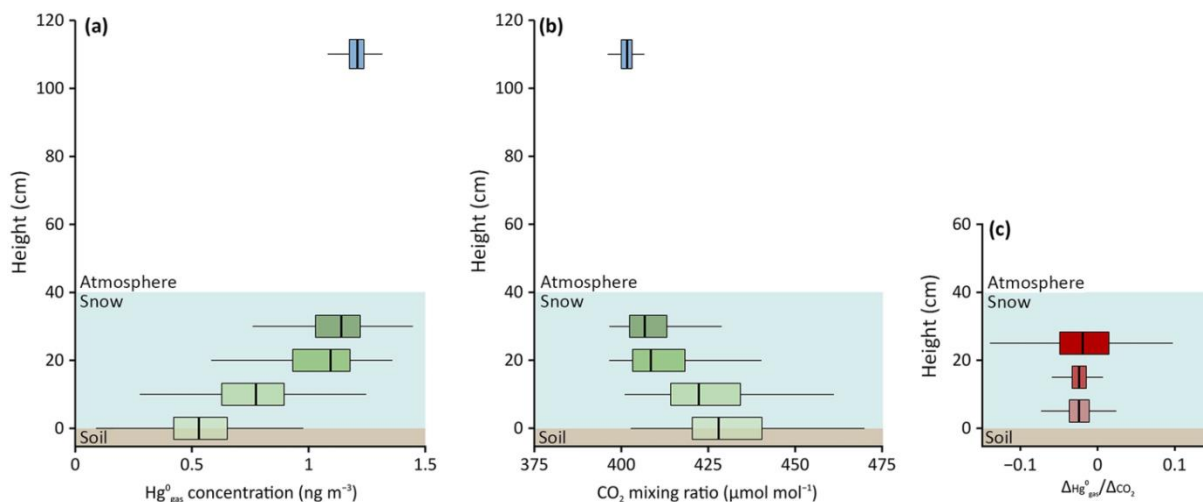 (a)
120
100
80
60
40
20
0
Height (cm)
Atmosphere
Snow
Soil
0 0.5 1 1.5
Hg⁰gas concentration (ng m⁻³)
(b)
120
100
80
60
40
20
0
Height (cm)
Atmosphere
Snow
Soil
375 400 425 450 475
CO₂ mixing ratio (µmol mol⁻¹)
(c)
60
40
20
0
Height (cm)
Atmosphere
Snow
Soil
−0.1 0 0.1
ΔHg⁰gas/ΔCO₂